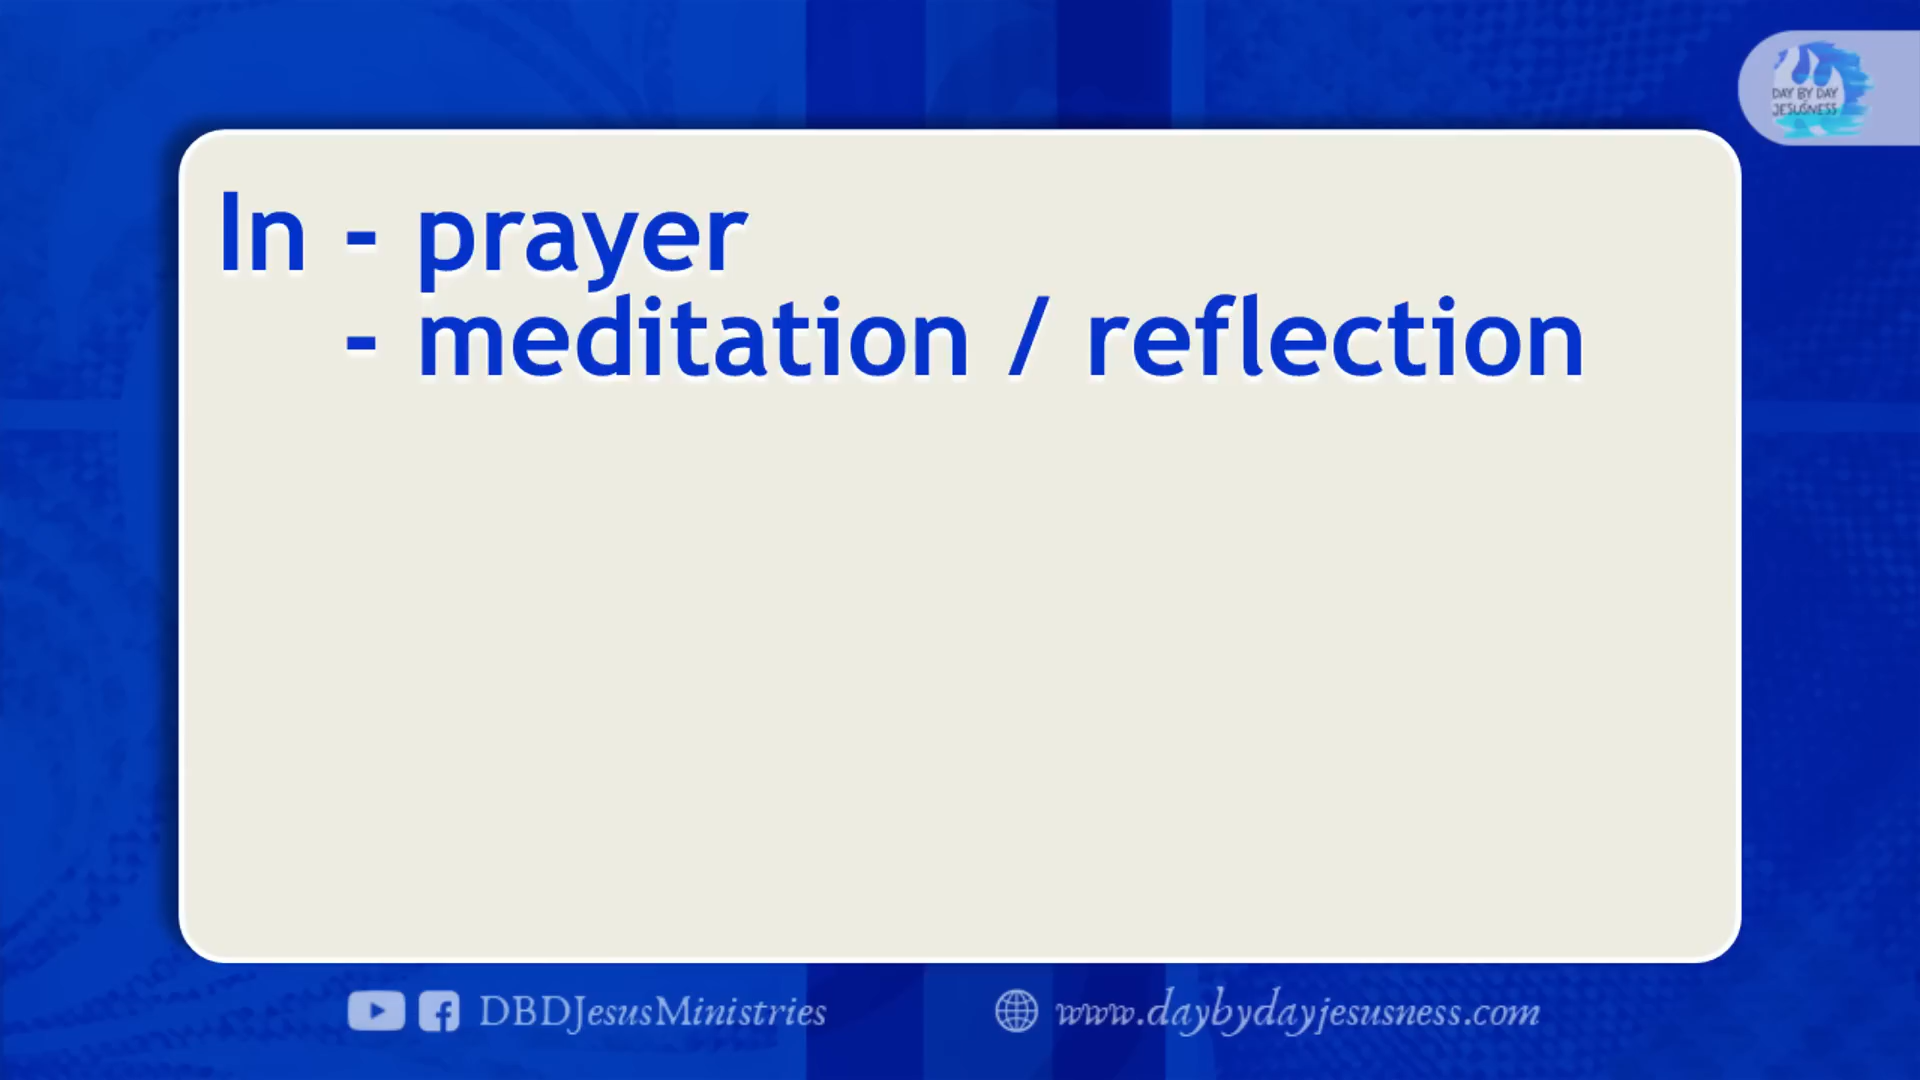 DAY BY DAY
JESUSNESS
In - prayer
- meditation / reflection
DBDJesusMinistries
www.daybydayjesusness.com